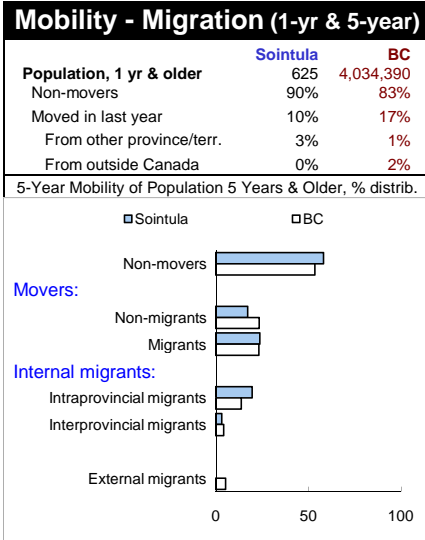 Mobility - Migration (1-yr & 5-year)
Sointula BC
Population, 1 yr & older 625 4,034,390
Non-movers 90% 83%
Moved in last year 10% 17%
From other province/terr. 3% 1%
From outside Canada 0% 2%
5-Year Mobility of Population 5 Years & Older, % distrib.
Sointula BC
Non-movers
Movers:
Non-migrants
Migrants
Internal migrants:
Intraprovincial migrants
Interprovincial migrants
External migrants
0 50 100